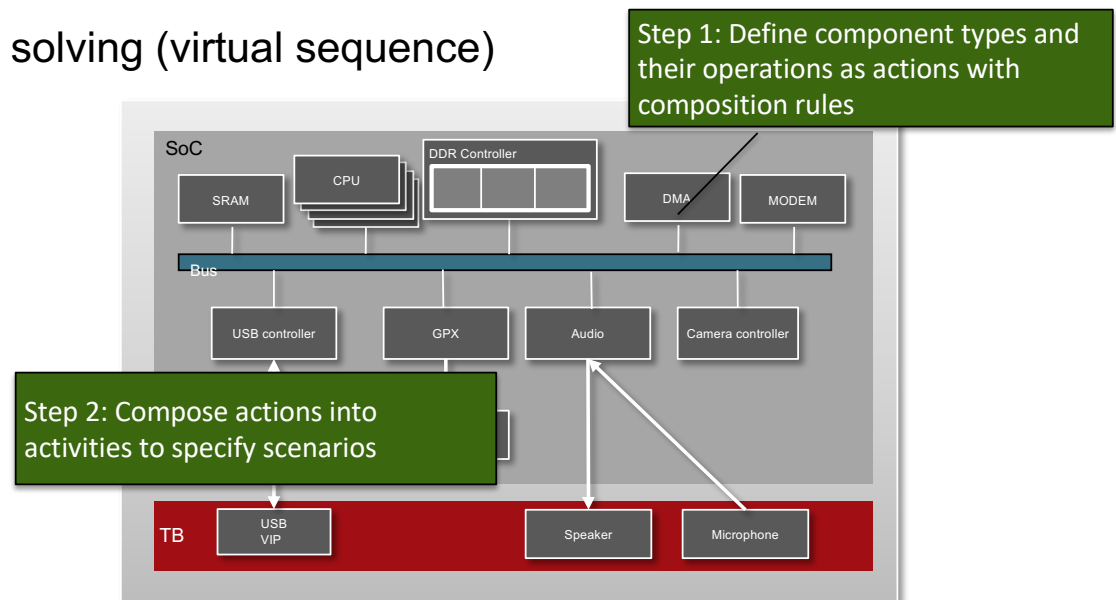 solving (virtual sequence)
Step 1: Define component types and
their operations as actions with
composition rules
SoC
DDR Controller
CPU
SRAM
DMA
MODEM
Bus
USB controller
GPX
Audio
Camera controller
Step 2: Compose actions into
activities to specify scenarios
TB
USB
VIP
Speaker
Microphone